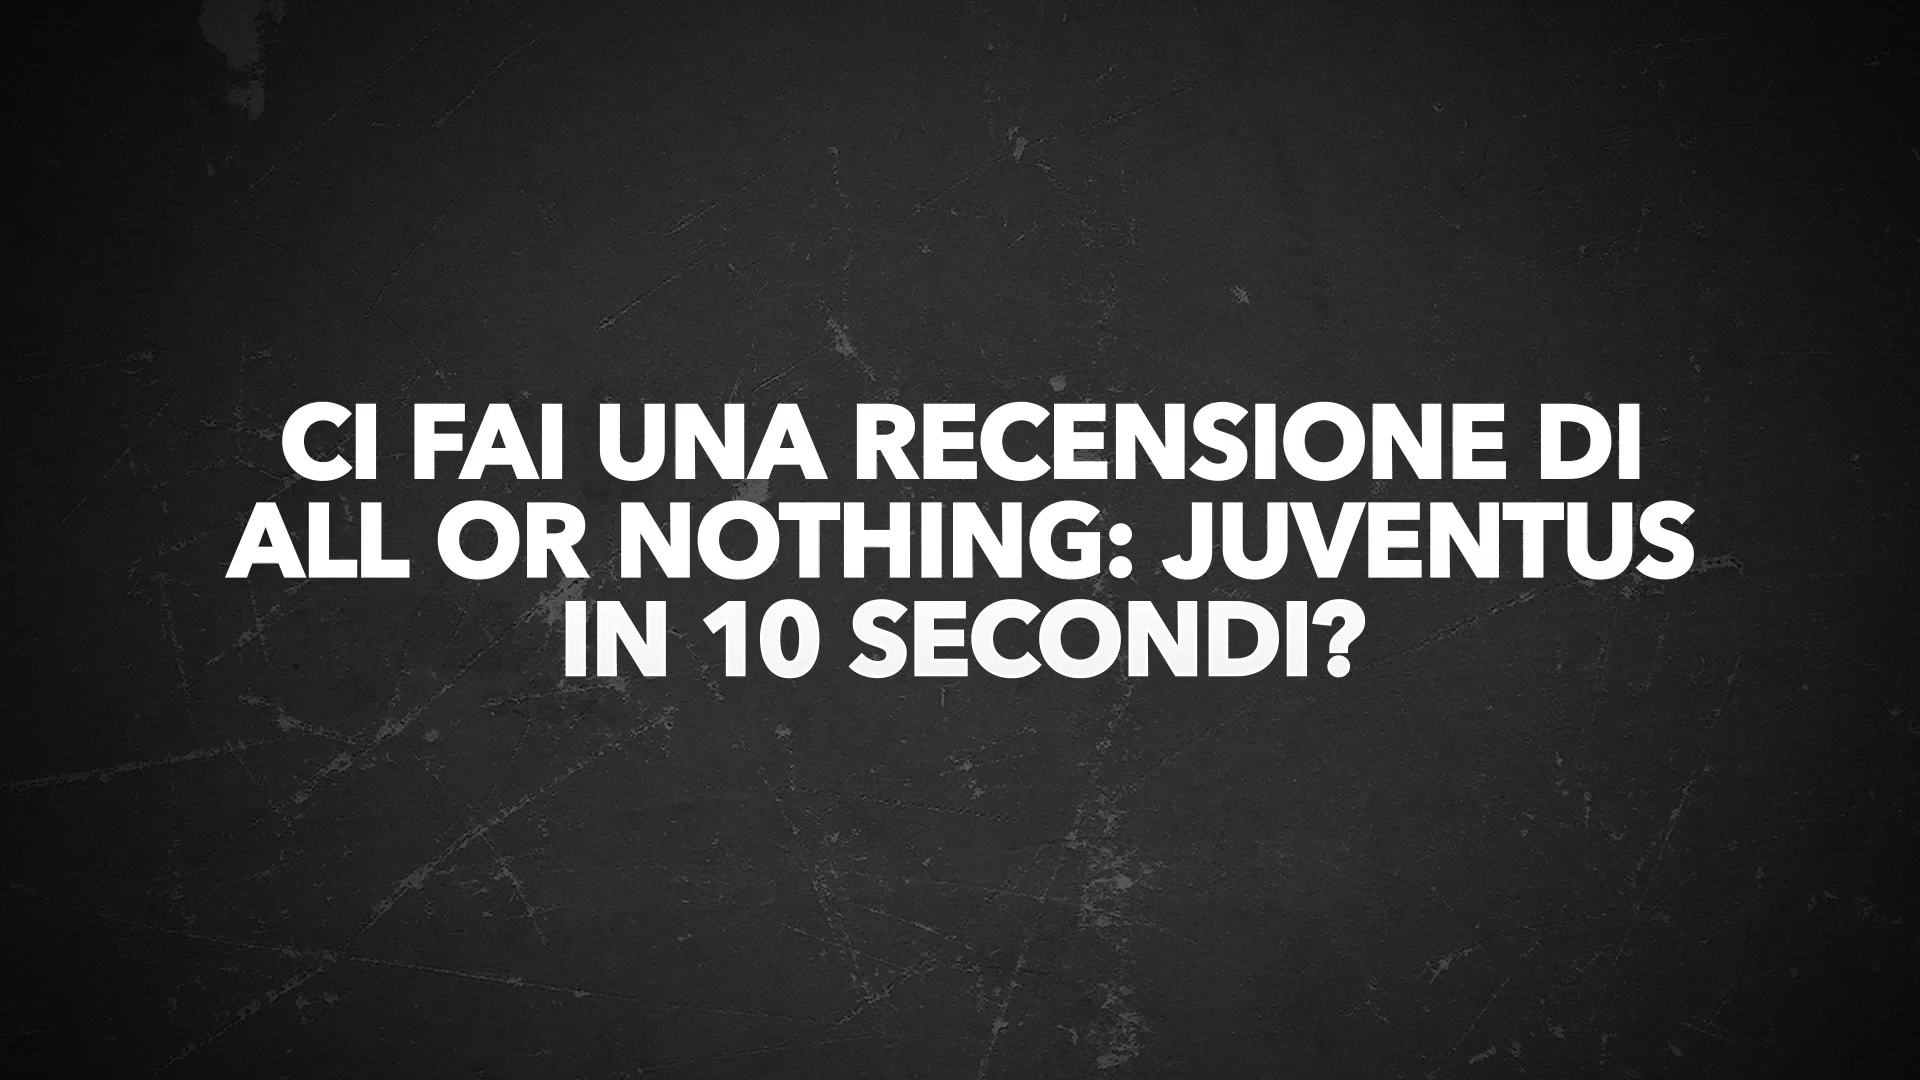 CI FAI UNA RECENSIONE DI
ALL OR NOTHING: JUVENTUS
IN 10 SECONDI?